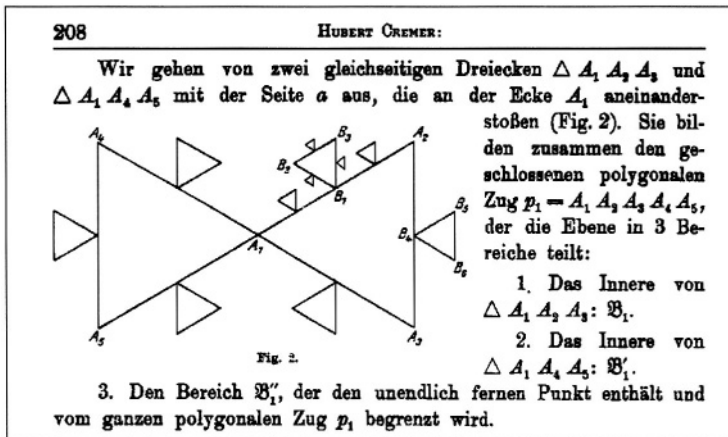 208 HUBERT CREMER:
Wir gehen von zwei gleichseitigen Dreiecken △ A₁ A₂ A₃ und
△ A₁ A₄ A₅ mit der Seite a aus, die an der Ecke A₁ aneinander-
stoßen (Fig. 2). Sie bil-
den zusammen den ge-
schlossenen polygonalen
Zug p₁ = A₁ A₂ A₃ A₄ A₅,
der die Ebene in 3 Be-
reiche teilt:
1. Das Innere von
△ A₁ A₂ A₃: 𝔅₁.
2. Das Innere von
△ A₁ A₄ A₅: 𝔅₁′.
A₄
B₃
A₂
B₂
B₁
B₅
B₄
A₁
B₆
A₅
A₃
Fig. 2.
3. Den Bereich 𝔅₁″, der den unendlich fernen Punkt enthält und
vom ganzen polygonalen Zug p₁ begrenzt wird.